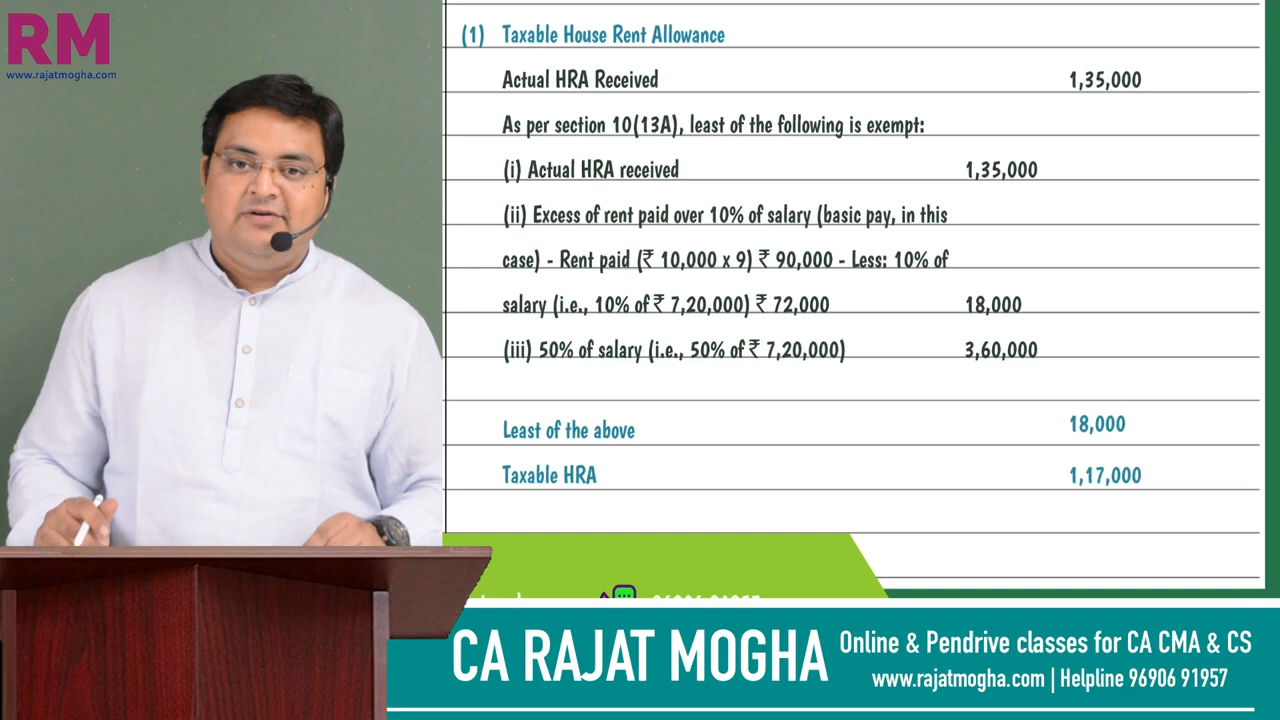 RM
www.rajatmogha.com
(1) Taxable House Rent Allowance
Actual HRA Received 1,35,000
As per section 10(13A), least of the following is exempt:
(i) Actual HRA received 1,35,000
(ii) Excess of rent paid over 10% of salary (basic pay, in this
case) - Rent paid (₹ 10,000 x 9) ₹ 90,000 - Less: 10% of
salary (i.e., 10% of ₹ 7,20,000) ₹ 72,000 18,000
(iii) 50% of salary (i.e., 50% of ₹ 7,20,000) 3,60,000
Least of the above 18,000
Taxable HRA 1,17,000
CA RAJAT MOGHA
Online & Pendrive classes for CA CMA & CS
www.rajatmogha.com | Helpline 96906 91957